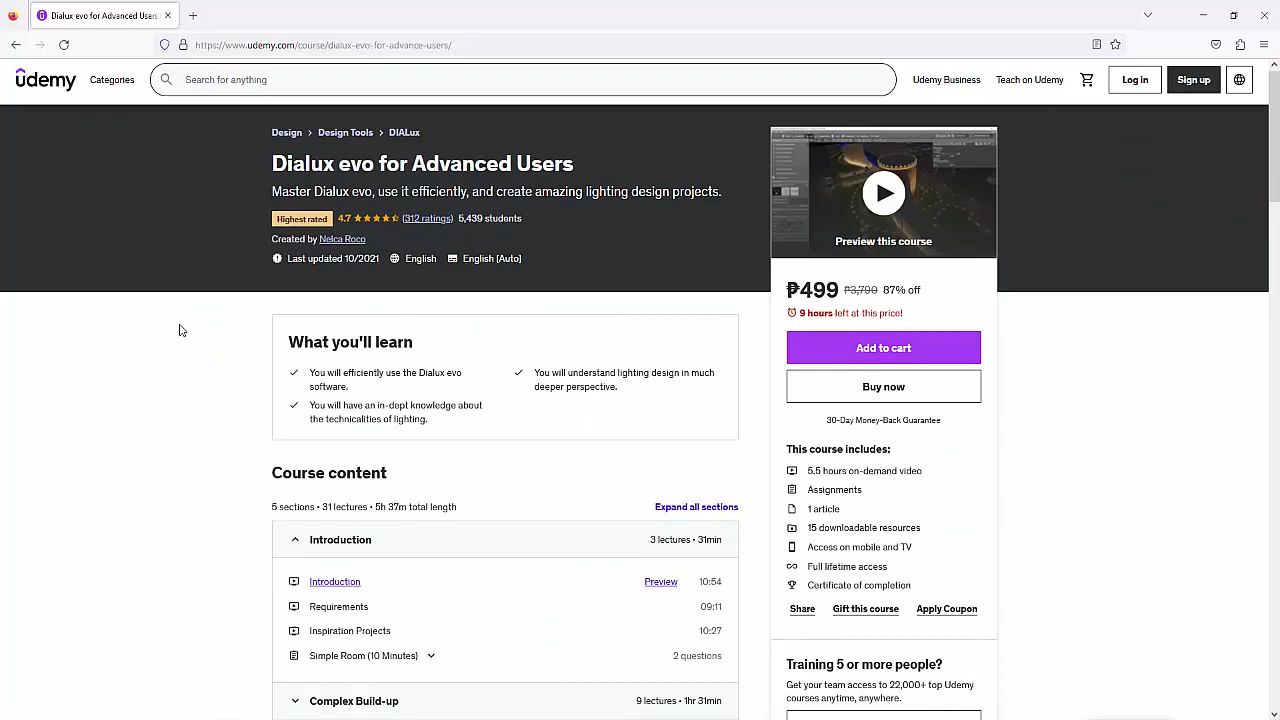 Dialux evo for Advanced Users
https://www.udemy.com/course/dialux-evo-for-advance-users/
udemy
Categories
Search for anything
Udemy Business
Teach on Udemy
Log in
Sign up
Design > Design Tools > DIALux
Dialux evo for Advanced Users
Master Dialux evo, use it efficiently, and create amazing lighting design projects.
Highest rated 4.7 (312 ratings) 5,439 students
Created by Nelca Roco
Last updated 10/2021 English English [Auto]
Preview this course
₱499 ₱3,790 87% off
9 hours left at this price!
Add to cart
Buy now
30-Day Money-Back Guarantee
This course includes:
5.5 hours on-demand video
Assignments
1 article
15 downloadable resources
Access on mobile and TV
Full lifetime access
Certificate of completion
Share Gift this course Apply Coupon
Training 5 or more people?
Get your team access to 22,000+ top Udemy
courses anytime, anywhere.
What you'll learn
You will efficiently use the Dialux evo
software.
You will have an in-dept knowledge about
the technicalities of lighting.
You will understand lighting design in much
deeper perspective.
Course content
5 sections • 31 lectures • 5h 37m total length
Expand all sections
Introduction 3 lectures • 31min
Introduction Preview 10:54
Requirements 09:11
Inspiration Projects 10:27
Simple Room (10 Minutes) 2 questions
Complex Build-up 9 lectures • 1hr 31min